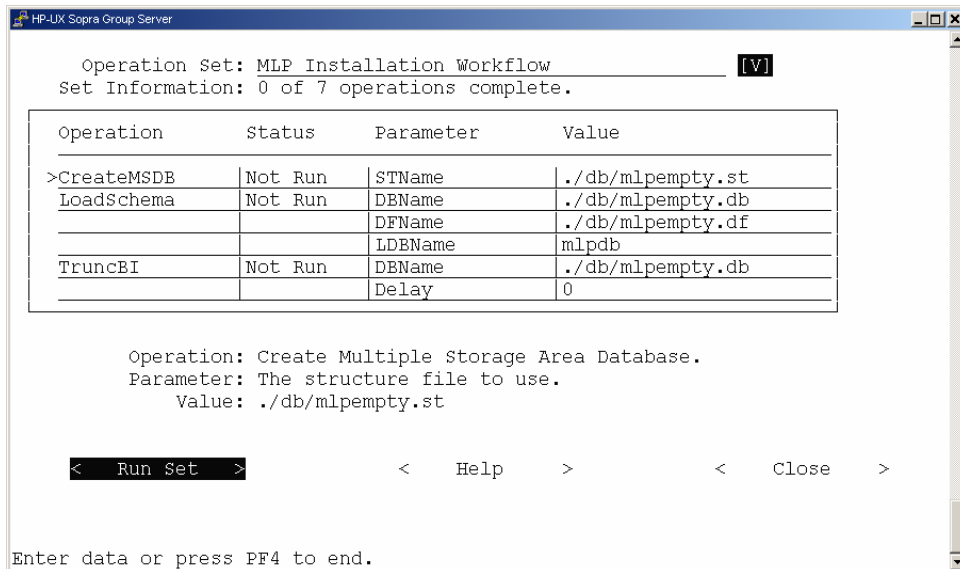 HP-UX Sopra Group Server
Operation Set: MLP Installation Workflow [V]
Set Information: 0 of 7 operations complete.
Operation Status Parameter Value
>CreateMSDB Not Run STName ./db/mlpempty.st
LoadSchema Not Run DBName ./db/mlpempty.db
DFName ./db/mlpempty.df
LDBName mlpdb
TruncBI Not Run DBName ./db/mlpempty.db
Delay 0
Operation: Create Multiple Storage Area Database.
Parameter: The structure file to use.
Value: ./db/mlpempty.st
< Run Set > < Help > < Close >
Enter data or press PF4 to end.